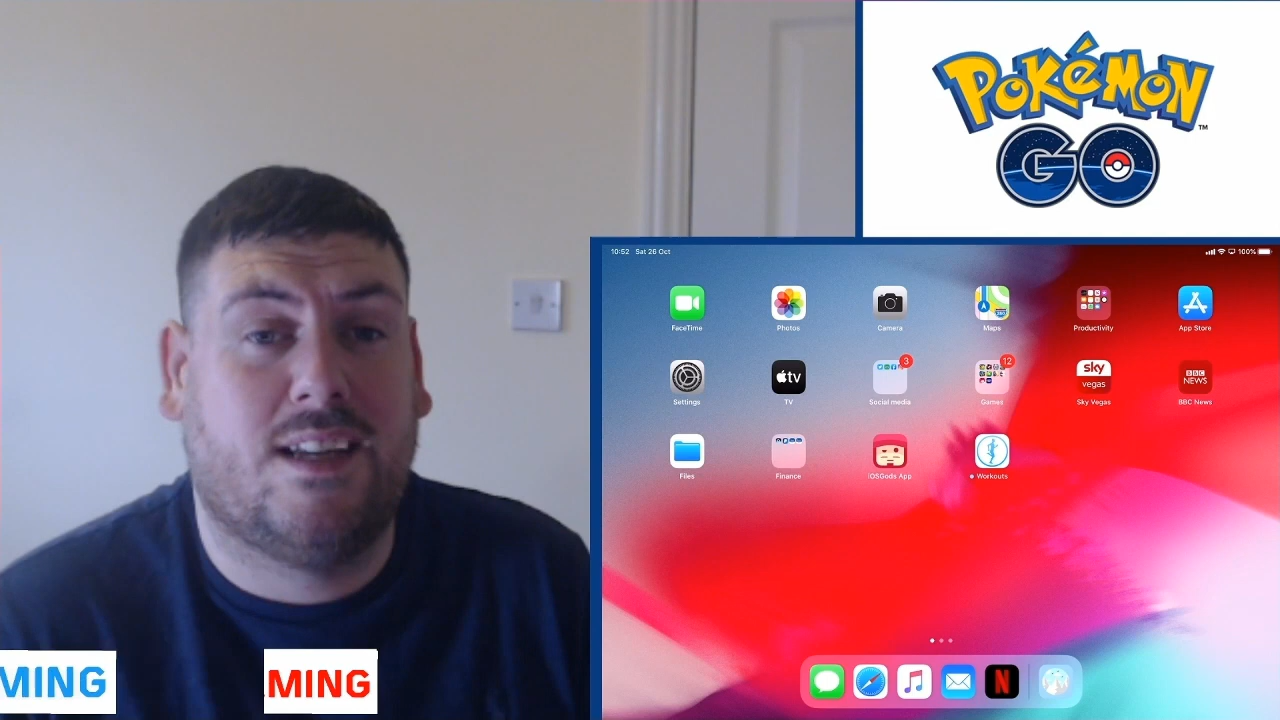 POKÉMON
™
GO
10:52 Sat 26 Oct
100%
FaceTime
Photos
Camera
Maps
Productivity
App Store
12
3
sky
vegas
BBC
NEWS
tv
Settings
TV
Social media
Games
Sky Vegas
BBC News
Files
Finance
iOSGods App
Workouts
N
MING
MING